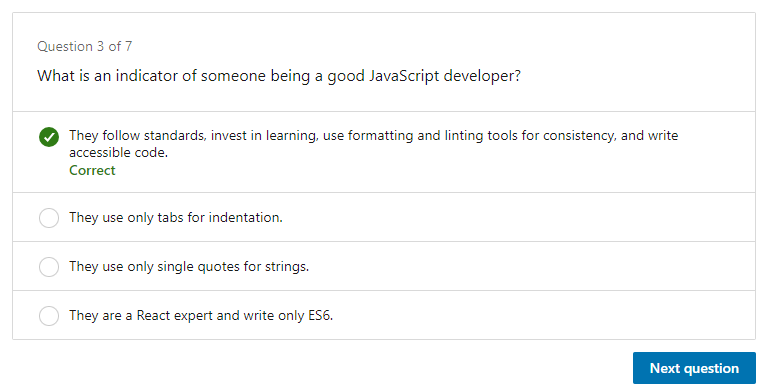 Question 3 of 7
What is an indicator of someone being a good JavaScript developer?
They follow standards, invest in learning, use formatting and linting tools for consistency, and write
accessible code.
Correct
They use only tabs for indentation.
They use only single quotes for strings.
They are a React expert and write only ES6.
Next question